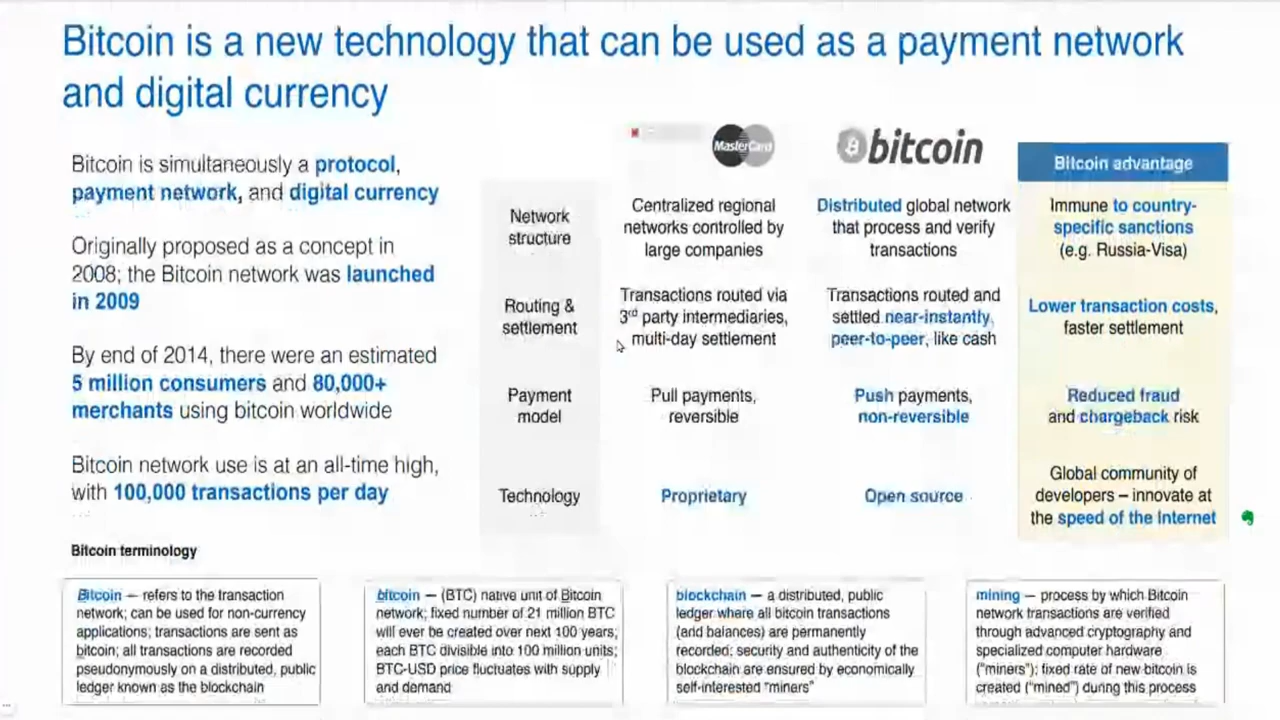 Bitcoin is a new technology that can be used as a payment network
and digital currency
Bitcoin is simultaneously a protocol,
payment network, and digital currency
Originally proposed as a concept in
2008; the Bitcoin network was launched
in 2009
By end of 2014, there were an estimated
5 million consumers and 80,000+
merchants using bitcoin worldwide
Bitcoin network use is at an all-time high,
with 100,000 transactions per day
MasterCard
bitcoin
Bitcoin advantage
Network
structure
Centralized regional
networks controlled by
large companies
Distributed global network
that process and verify
transactions
Immune to country-
specific sanctions
(e.g. Russia-Visa)
Routing &
settlement
Transactions routed via
3rd party intermediaries,
multi-day settlement
Transactions routed and
settled near-instantly,
peer-to-peer, like cash
Lower transaction costs,
faster settlement
Payment
model
Pull payments,
reversible
Push payments,
non-reversible
Reduced fraud
and chargeback risk
Technology
Proprietary
Open source
Global community of
developers – innovate at
the speed of the Internet
Bitcoin terminology
Bitcoin – refers to the transaction
network; can be used for non-currency
applications; transactions are sent as
bitcoin; all transactions are recorded
pseudonymously on a distributed, public
ledger known as the blockchain
bitcoin – (BTC) native unit of Bitcoin
network; fixed number of 21 million BTC
will ever be created over next 100 years;
each BTC divisible into 100 million units;
BTC-USD price fluctuates with supply
and demand
blockchain – a distributed, public
ledger where all bitcoin transactions
(and balances) are permanently
recorded; security and authenticity of the
blockchain are ensured by economically
self-interested "miners"
mining – process by which Bitcoin
network transactions are verified
through advanced cryptography and
specialized computer hardware
("miners"); fixed rate of new bitcoin is
created ("mined") during this process